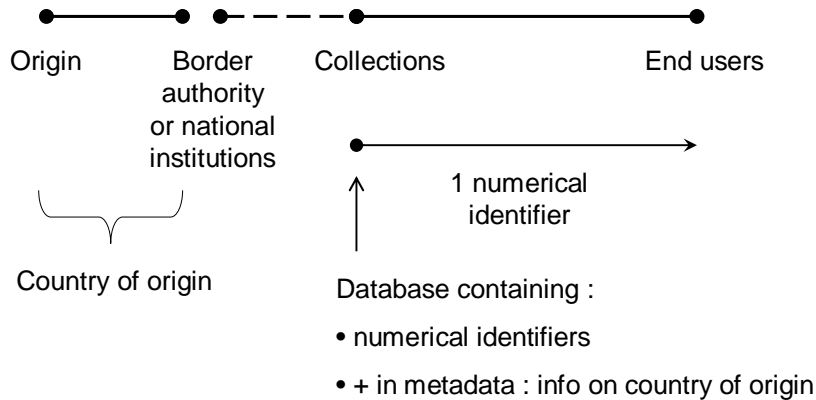 Origin
Border
authority
or national
institutions
Collections
End users
1 numerical
identifier
Country of origin
Database containing :
• numerical identifiers
• + in metadata : info on country of origin